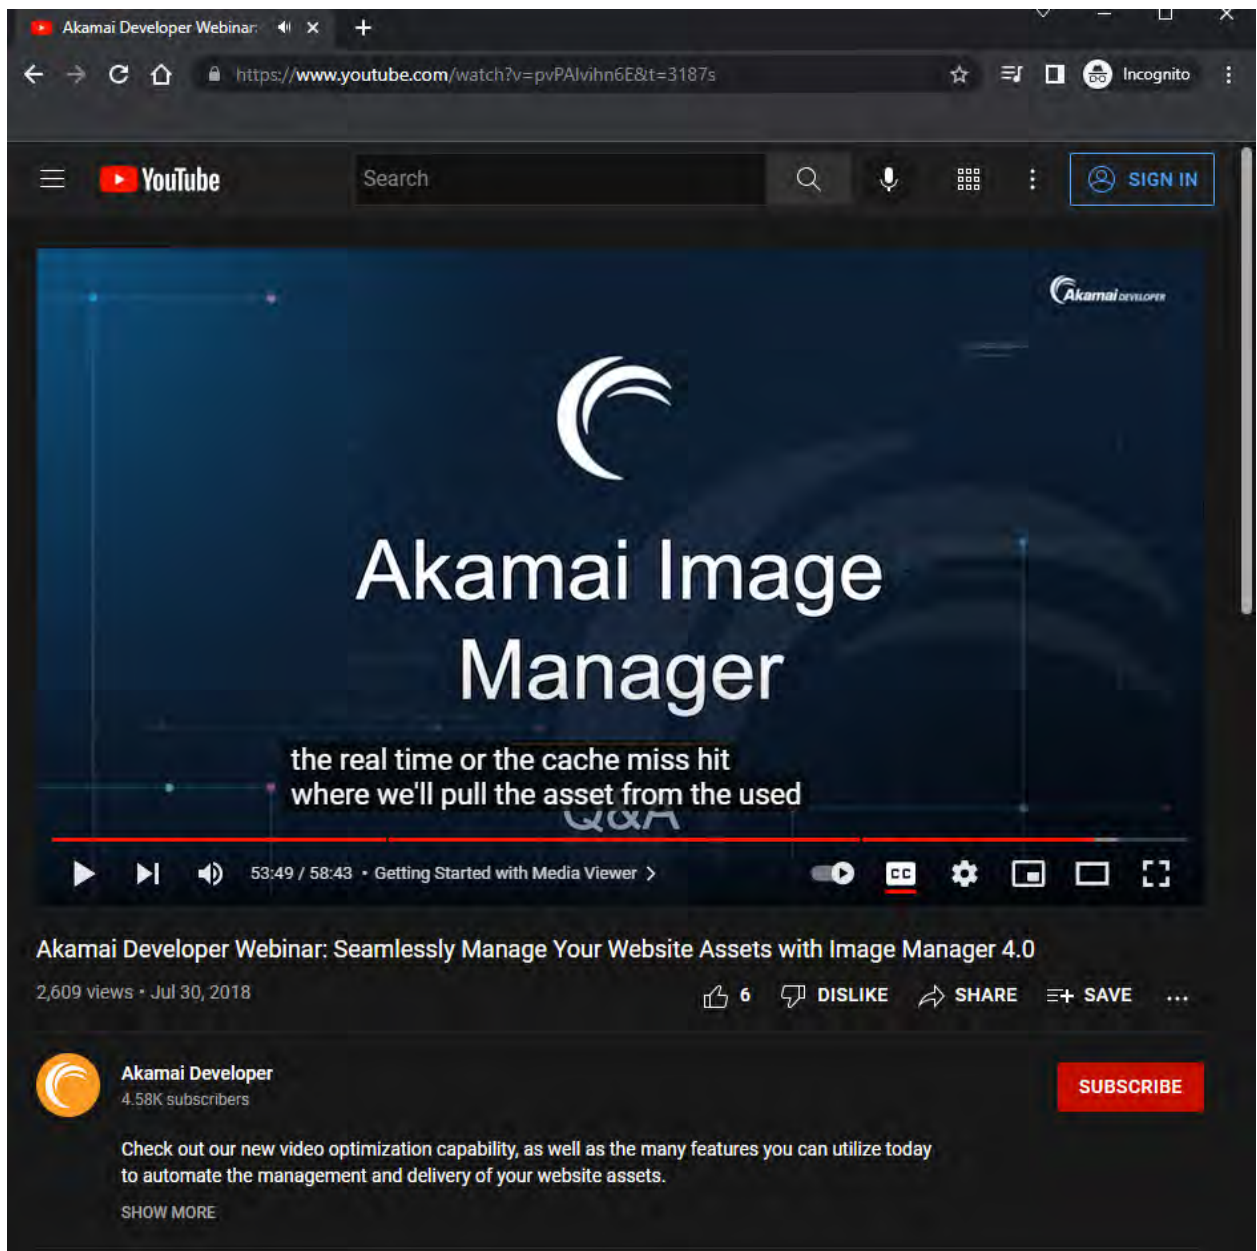 Akamai Developer Webinar:
https://www.youtube.com/watch?v=pvPAlvihn6E&t=3187s
Incognito
YouTube
Search
SIGN IN
Akamai DEVELOPER
Akamai Image
Manager
the real time or the cache miss hit
where we'll pull the asset from the used
Q&A
53:49 / 58:43 • Getting Started with Media Viewer
CC
Akamai Developer Webinar: Seamlessly Manage Your Website Assets with Image Manager 4.0
2,609 views • Jul 30, 2018
6 DISLIKE SHARE SAVE
Akamai Developer
4.58K subscribers
SUBSCRIBE
Check out our new video optimization capability, as well as the many features you can utilize today
to automate the management and delivery of your website assets.
SHOW MORE